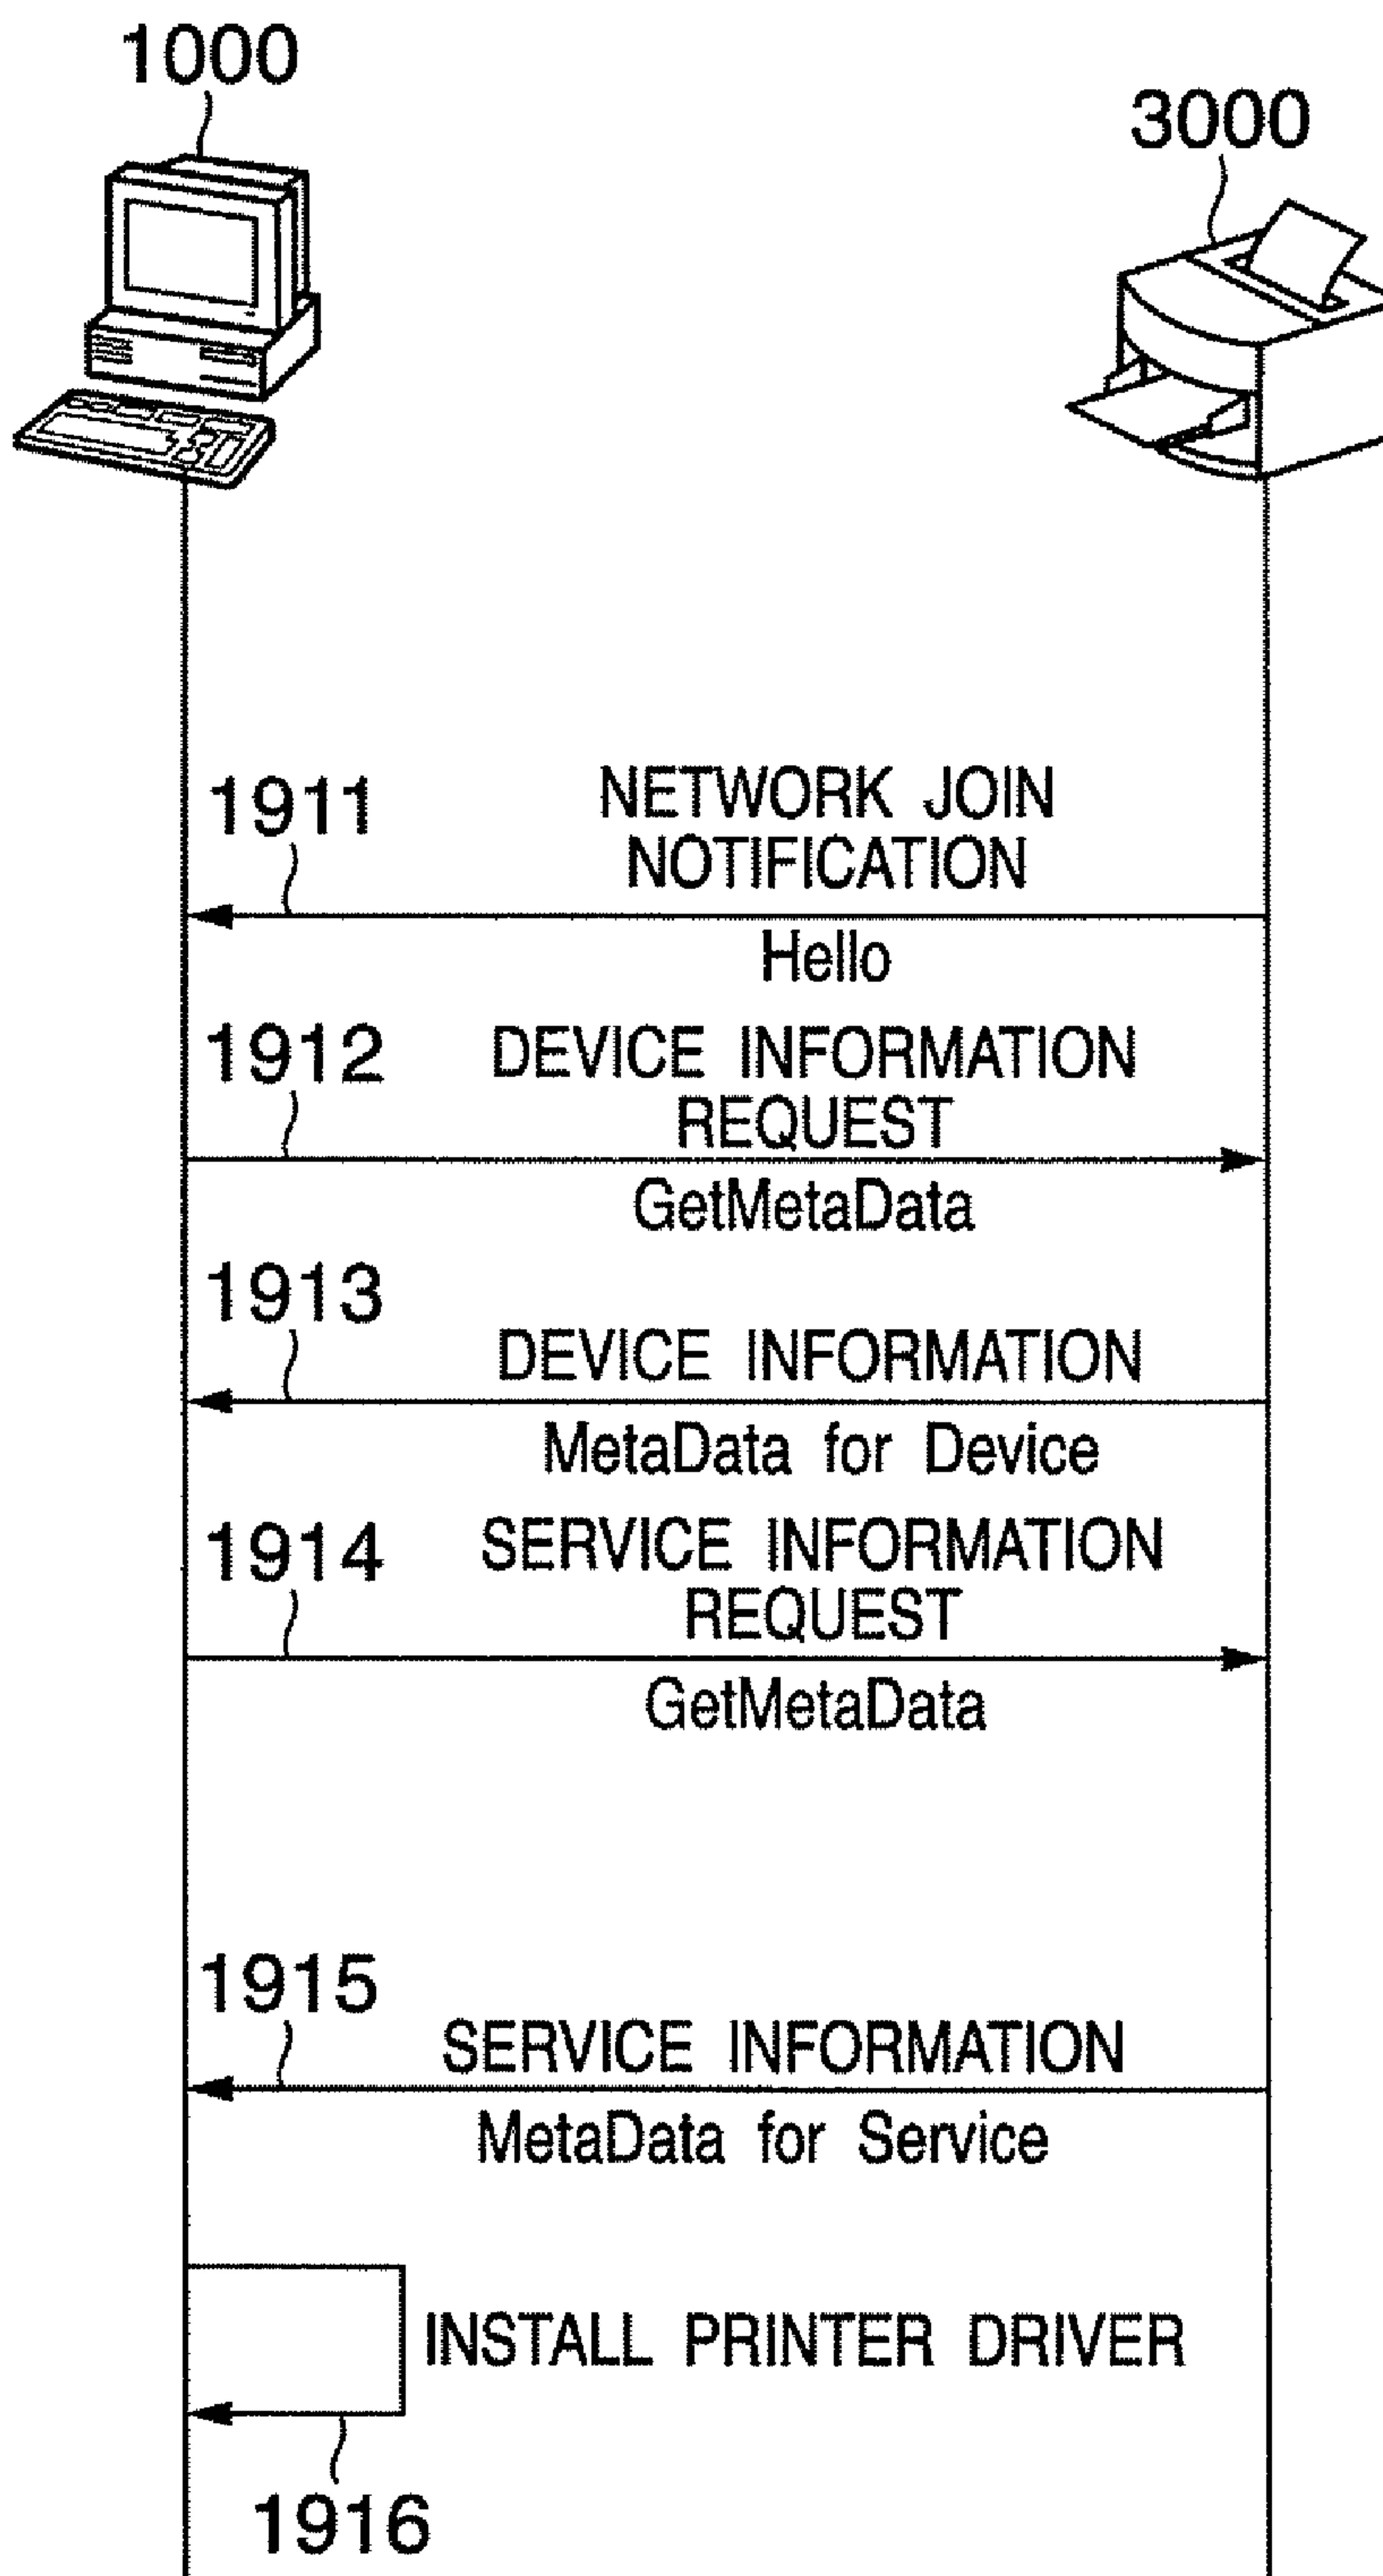 1000
3000
1911
NETWORK JOIN
NOTIFICATION
Hello
1912
DEVICE INFORMATION
REQUEST
GetMetaData
1913
DEVICE INFORMATION
MetaData for Device
1914
SERVICE INFORMATION
REQUEST
GetMetaData
1915
SERVICE INFORMATION
MetaData for Service
INSTALL PRINTER DRIVER
1916